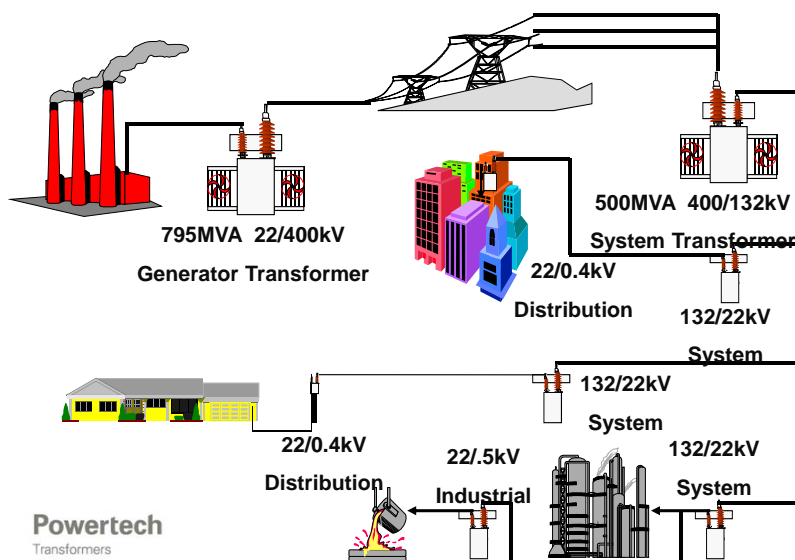 500MVA 400/132kV
System Transformer
795MVA 22/400kV
Generator Transformer
22/0.4kV
Distribution
132/22kV
System
132/22kV
System
22/0.4kV
Distribution
22/.5kV
Industrial
132/22kV
System
Powertech
Transformers